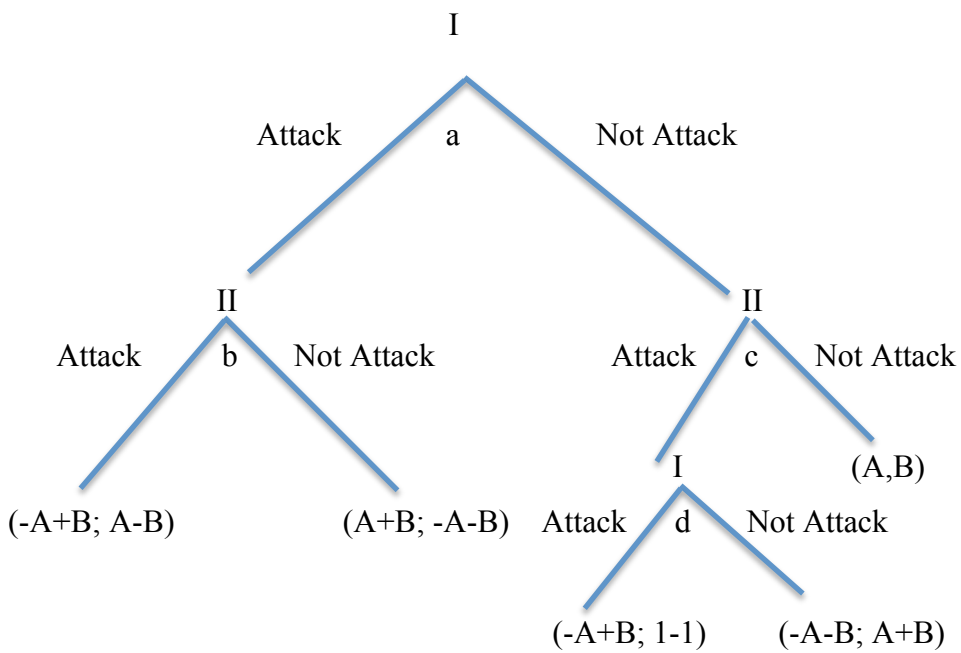 I
Attack a Not Attack
II II
Attack b Not Attack Attack c Not Attack
I (A,B)
(-A+B; A-B) (A+B; -A-B) Attack d Not Attack
(-A+B; 1-1) (-A-B; A+B)